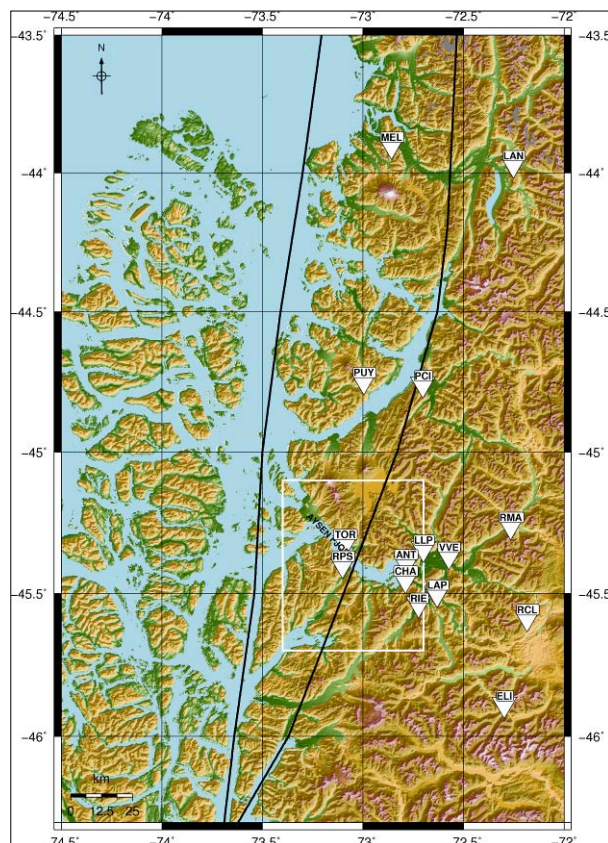 −74.5° −74° −73.5° −73° −72.5° −72°
−43.5° −43.5°
N
MEL
LAN
−44° −44°
−44.5° −44.5°
PUY PCI
−45° −45°
RMA
AYSEN FJORD
TOR LLP
ANT VVE
RPS
CHA
−45.5° −45.5°
LAP
RIE RCL
ELI
−46° −46°
km
0 12.5 25
−74.5° −74° −73.5° −73° −72.5° −72°